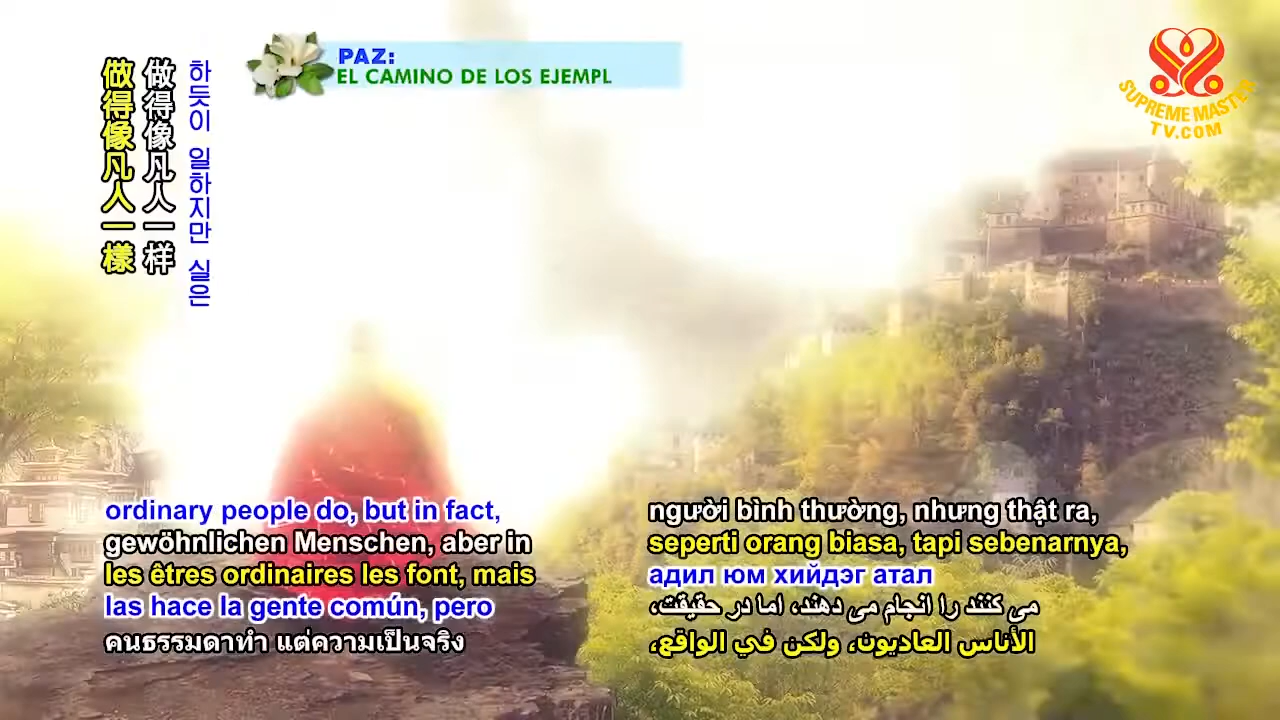 PAZ:
EL CAMINO DE LOS EJEMPL
SUPREME MASTER
TV.COM
하듯이 일하지만 실은
做得像凡人一样
做得像凡人一樣
ordinary people do, but in fact,
gewöhnlichen Menschen, aber in
les êtres ordinaires les font, mais
las hace la gente común, pero
คนธรรมดาทำ แต่ความเป็นจริง
người bình thường, nhưng thật ra,
seperti orang biasa, tapi sebenarnya,
адил юм хийдэг атал
می کنند را انجام می دهند، اما در حقیقت،
الأناس العاديون، ولكن في الواقع،